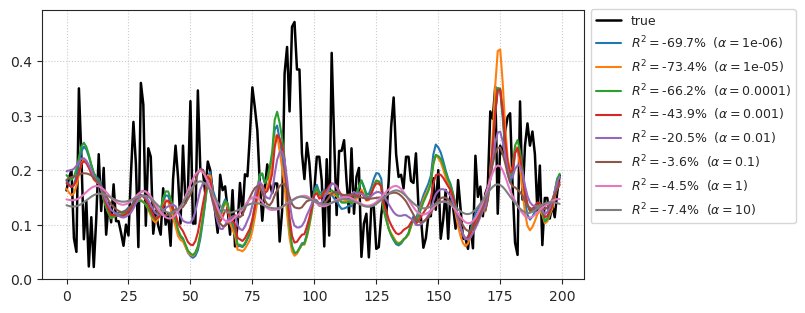 true
R² = -69.7% (α = 1e-06)
R² = -73.4% (α = 1e-05)
R² = -66.2% (α = 0.0001)
R² = -43.9% (α = 0.001)
R² = -20.5% (α = 0.01)
R² = -3.6% (α = 0.1)
R² = -4.5% (α = 1)
R² = -7.4% (α = 10)
0.4
0.3
0.2
0.1
0.0
0 25 50 75 100 125 150 175 200